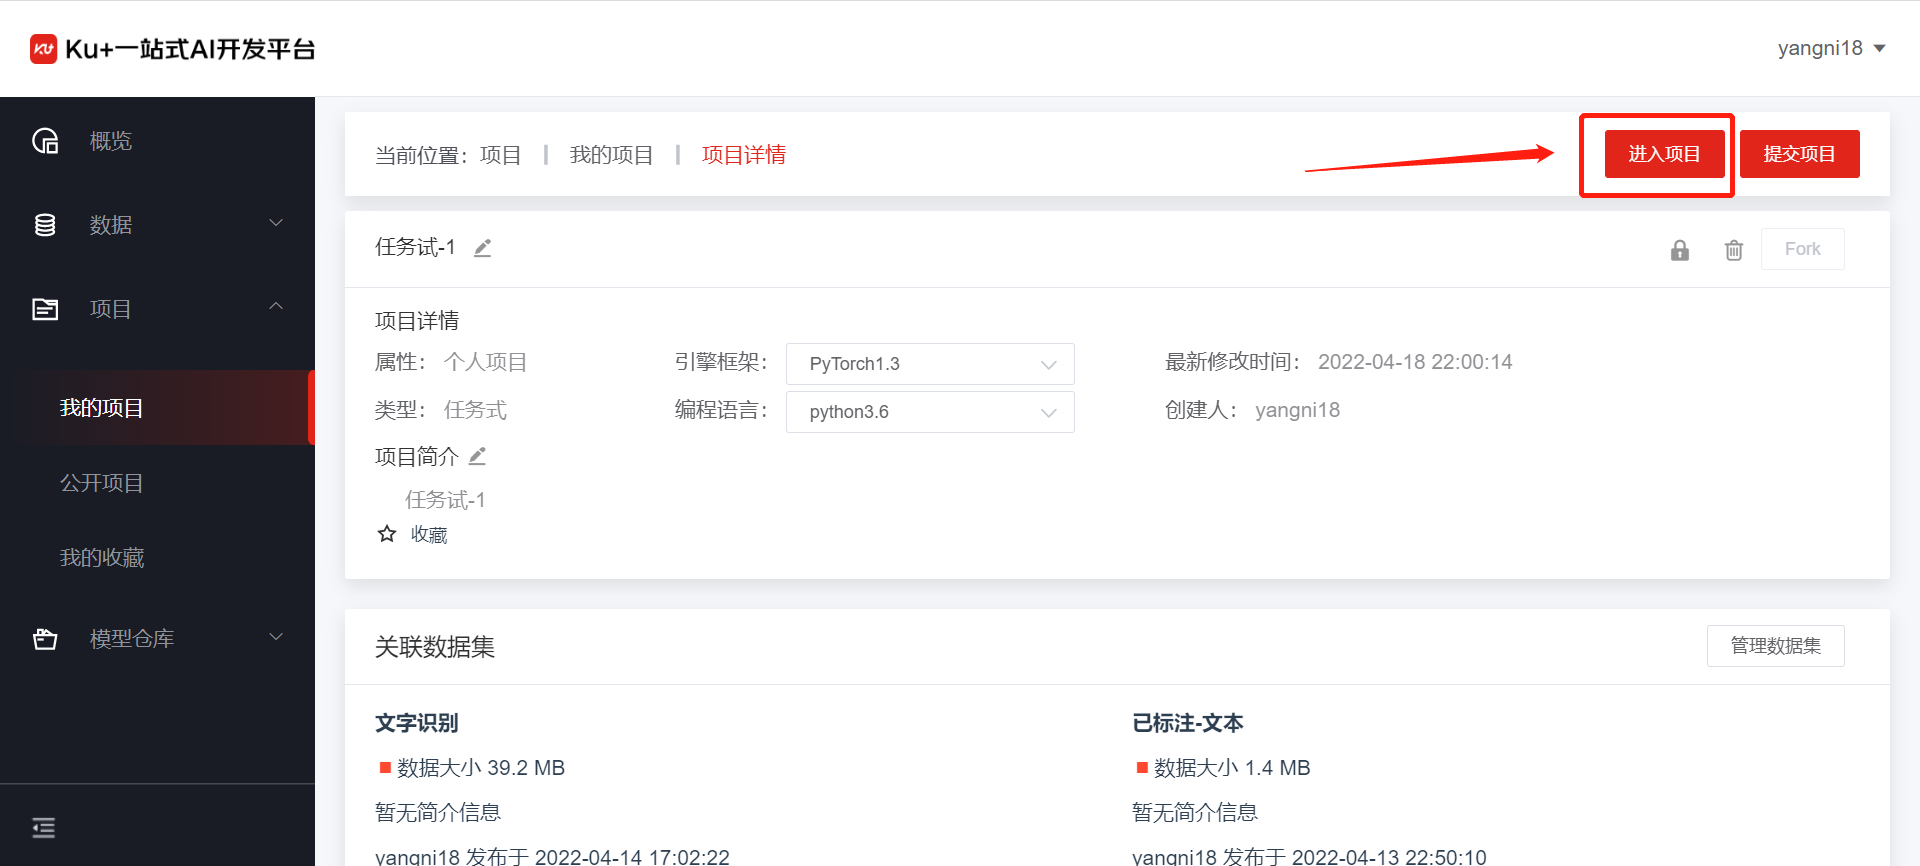 Ku+一站式AI开发平台
yangni18
概览
数据
项目
我的项目
公开项目
我的收藏
模型仓库
当前位置： 项目 | 我的项目 | 项目详情
进入项目
提交项目
任务试-1
Fork
项目详情
属性： 个人项目
引擎框架： PyTorch1.3
最新修改时间： 2022-04-18 22:00:14
类型： 任务式
编程语言： python3.6
创建人： yangni18
项目简介
任务试-1
收藏
关联数据集
管理数据集
文字识别
数据大小 39.2 MB
暂无简介信息
yangni18 发布于 2022-04-14 17:02:22
已标注-文本
数据大小 1.4 MB
暂无简介信息
yangni18 发布于 2022-04-13 22:50:10